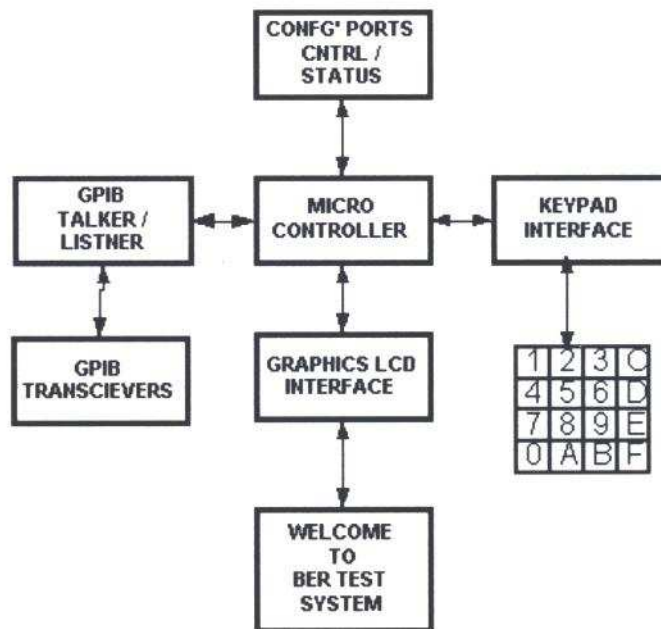 CONFG' PORTS
CNTRL /
STATUS
GPIB
TALKER /
LISTNER
MICRO
CONTROLLER
KEYPAD
INTERFACE
GPIB
TRANSCIEVERS
GRAPHICS LCD
INTERFACE
1 2 3 C
4 5 6 D
7 8 9 E
0 A B F
WELCOME
TO
BER TEST
SYSTEM